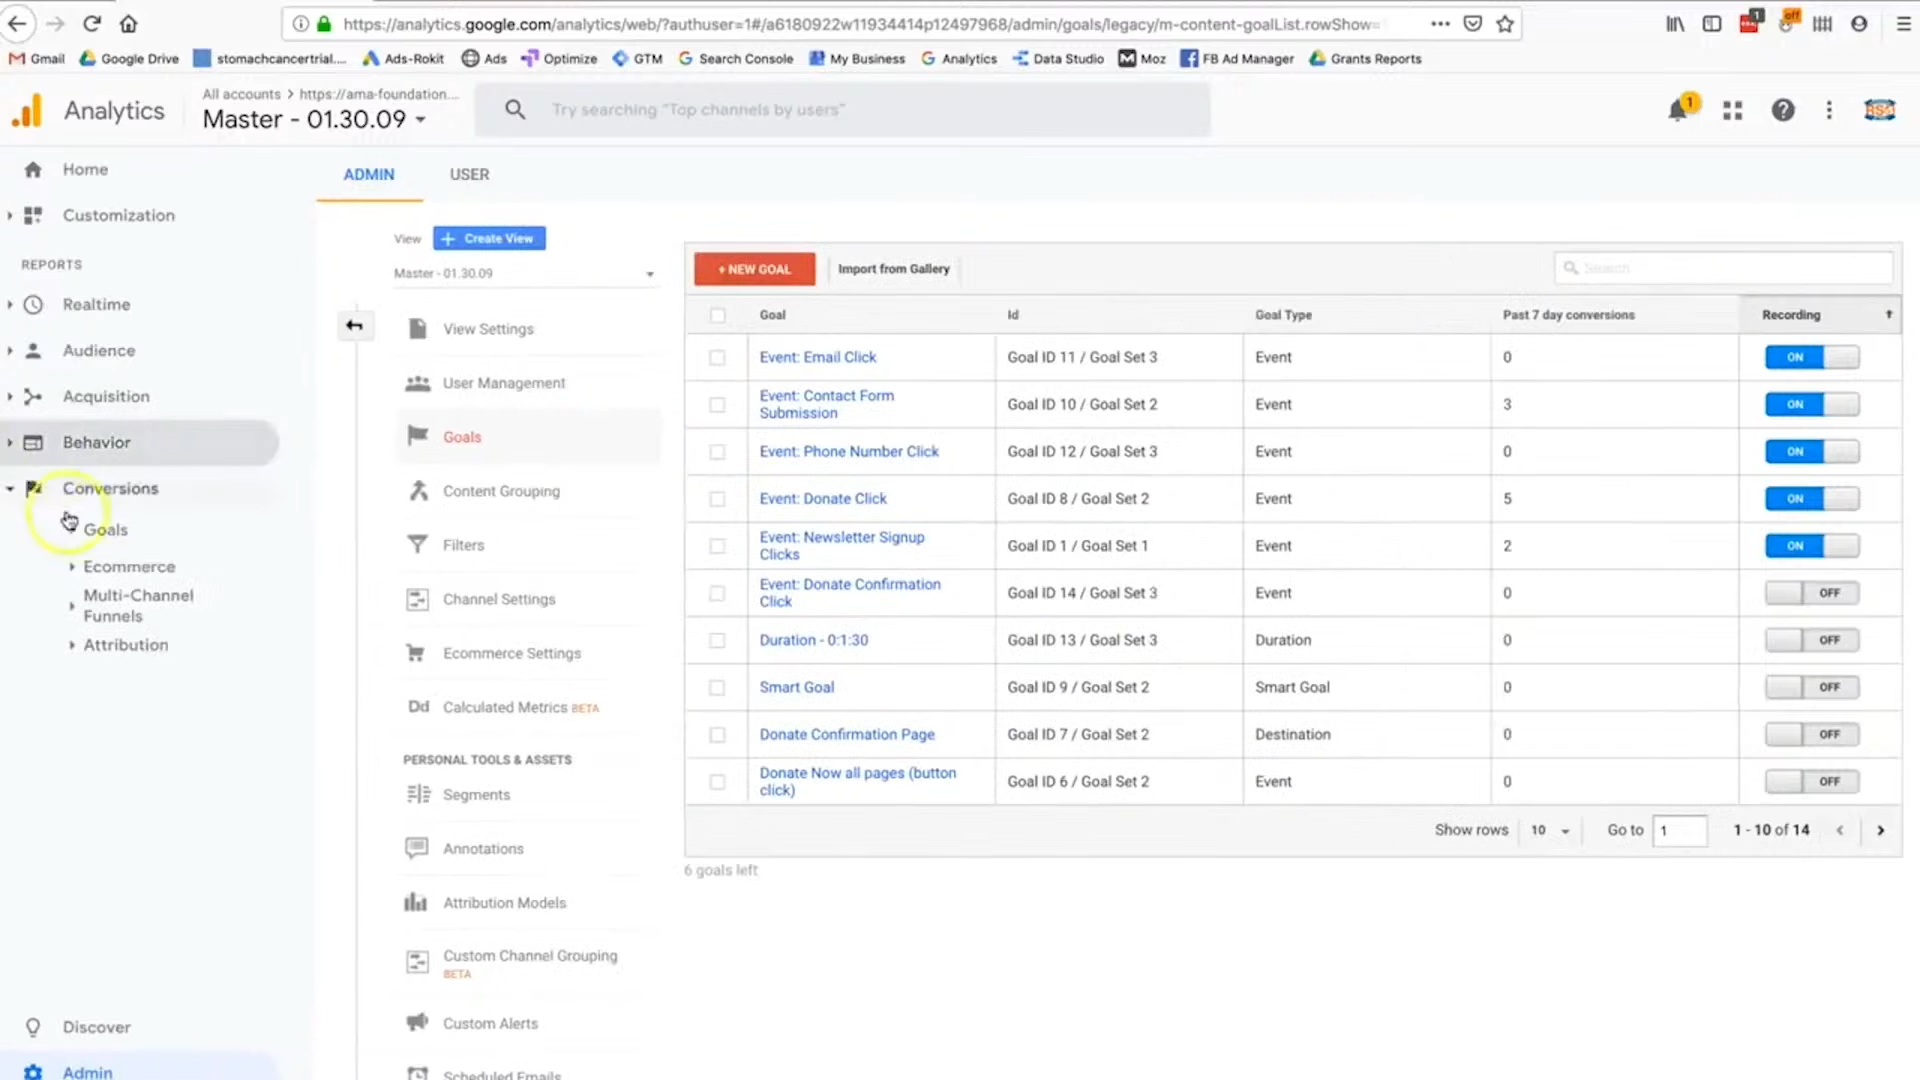 https://analytics.google.com/analytics/web/?authuser=1#/a6180922w11934414p12497968/admin/goals/legacy/m-content-goalList.rowShow=
1
off
Gmail
Google Drive
stomachcancertrial....
Ads-Rokit
Ads
Optimize
GTM
Search Console
My Business
Analytics
Data Studio
Moz
FB Ad Manager
Grants Reports
Analytics
All accounts > https://ama-foundation....
Master - 01.30.09
Try searching "Top channels by users"
1
Home
Customization
REPORTS
Realtime
Audience
Acquisition
Behavior
Conversions
Goals
Ecommerce
Multi-Channel
Funnels
Attribution
Discover
Admin
ADMIN
USER
View
+ Create View
Master - 01.30.09
View Settings
User Management
Goals
Content Grouping
Filters
Channel Settings
Ecommerce Settings
Dd Calculated Metrics BETA
PERSONAL TOOLS & ASSETS
Segments
Annotations
Attribution Models
Custom Channel Grouping
BETA
Custom Alerts
Scheduled Emails
+ NEW GOAL
Import from Gallery
Search
Goal Id Goal Type Past 7 day conversions Recording
Event: Email Click Goal ID 11 / Goal Set 3 Event 0 ON
Event: Contact Form
Submission Goal ID 10 / Goal Set 2 Event 3 ON
Event: Phone Number Click Goal ID 12 / Goal Set 3 Event 0 ON
Event: Donate Click Goal ID 8 / Goal Set 2 Event 5 ON
Event: Newsletter Signup
Clicks Goal ID 1 / Goal Set 1 Event 2 ON
Event: Donate Confirmation
Click Goal ID 14 / Goal Set 3 Event 0 OFF
Duration - 0:1:30 Goal ID 13 / Goal Set 3 Duration 0 OFF
Smart Goal Goal ID 9 / Goal Set 2 Smart Goal 0 OFF
Donate Confirmation Page Goal ID 7 / Goal Set 2 Destination 0 OFF
Donate Now all pages (button
click) Goal ID 6 / Goal Set 2 Event 0 OFF
Show rows 10 Go to 1 1 - 10 of 14
6 goals left